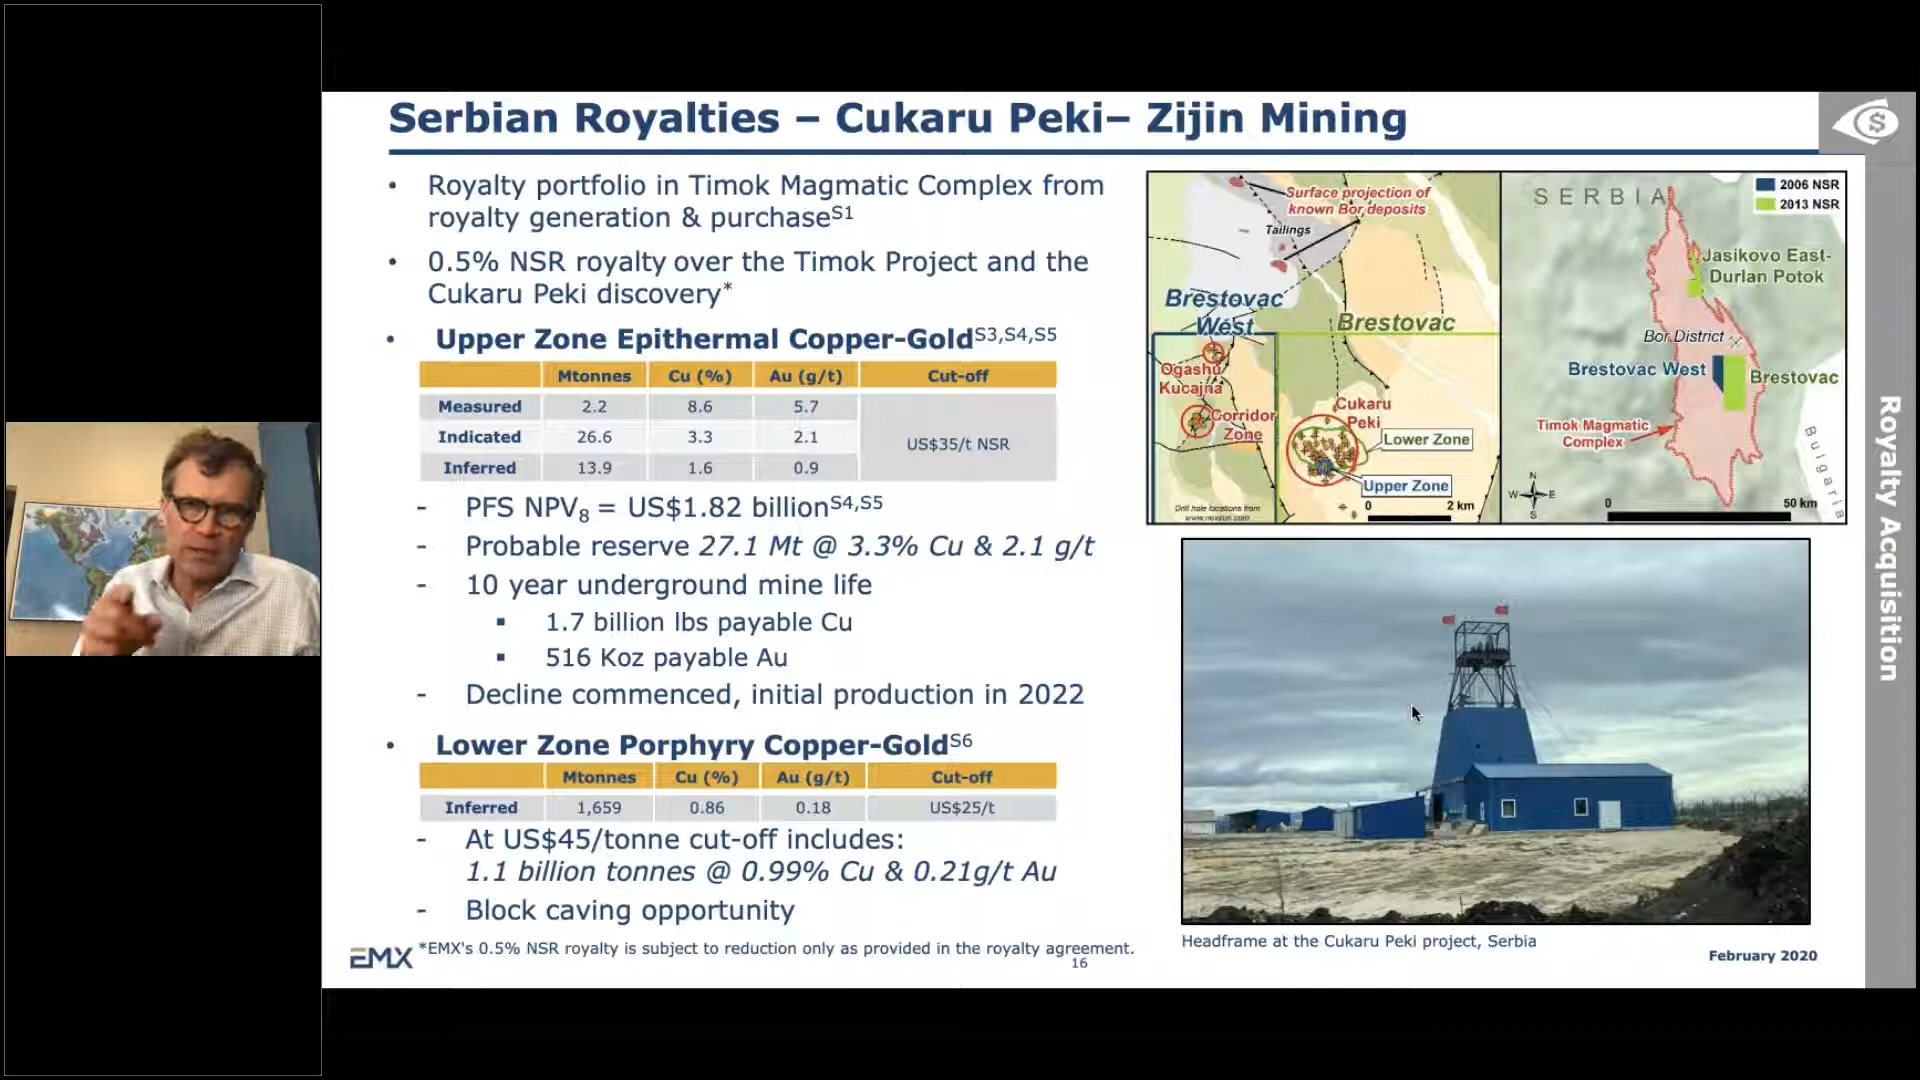 Serbian Royalties – Cukaru Peki– Zijin Mining
• Royalty portfolio in Timok Magmatic Complex from
royalty generation & purchaseS1
• 0.5% NSR royalty over the Timok Project and the
Cukaru Peki discovery*
• Upper Zone Epithermal Copper-GoldS3,S4,S5
Mtonnes Cu (%) Au (g/t) Cut-off
Measured 2.2 8.6 5.7
Indicated 26.6 3.3 2.1 US$35/t NSR
Inferred 13.9 1.6 0.9
- PFS NPV8 = US$1.82 billionS4,S5
- Probable reserve 27.1 Mt @ 3.3% Cu & 2.1 g/t
- 10 year underground mine life
▪ 1.7 billion lbs payable Cu
▪ 516 Koz payable Au
- Decline commenced, initial production in 2022
• Lower Zone Porphyry Copper-GoldS6
Mtonnes Cu (%) Au (g/t) Cut-off
Inferred 1,659 0.86 0.18 US$25/t
- At US$45/tonne cut-off includes:
1.1 billion tonnes @ 0.99% Cu & 0.21g/t Au
- Block caving opportunity
EMX
*EMX's 0.5% NSR royalty is subject to reduction only as provided in the royalty agreement.
16
Surface projection of
known Bor deposits
Tailings
Brestovac
West
Brestovac
Ogashu
Kucajna
Corridor
Zone
Cukaru
Peki
Lower Zone
Upper Zone
Drill hole locations from
www.nevsun.com
0 2 km
SERBIA
2006 NSR
2013 NSR
Jasikovo East-
Durlan Potok
Bor District
Brestovac West
Brestovac
Timok Magmatic
Complex
Bulgaria
N
W E
S
0 50 km
Headframe at the Cukaru Peki project, Serbia
February 2020
Royalty Acquisition
$